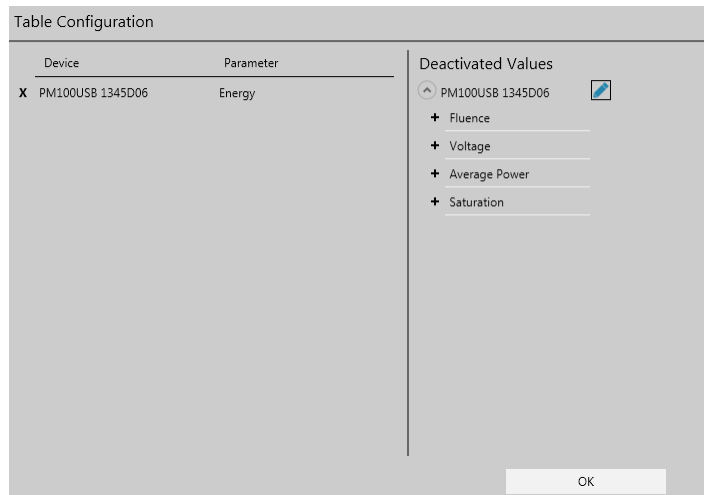 Table Configuration
Device Parameter
X PM100USB 1345D06 Energy
Deactivated Values
PM100USB 1345D06
+ Fluence
+ Voltage
+ Average Power
+ Saturation
OK